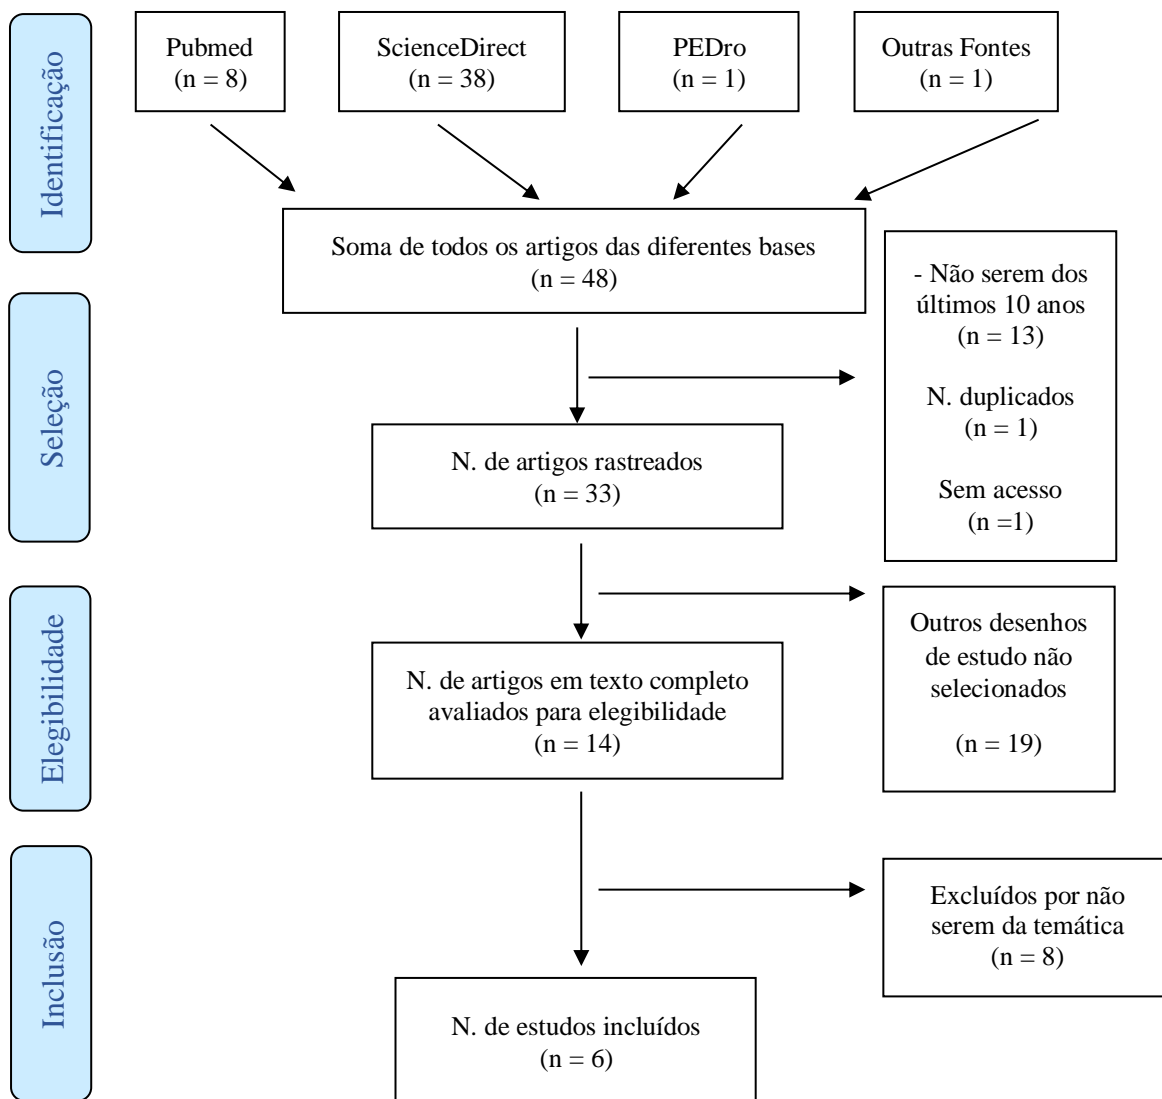 Identificação
Pubmed
(n = 8)
ScienceDirect
(n = 38)
PEDro
(n = 1)
Outras Fontes
(n = 1)
Soma de todos os artigos das diferentes bases
(n = 48)
Seleção
- Não serem dos
últimos 10 anos
(n = 13)
N. duplicados
(n = 1)
Sem acesso
(n =1)
N. de artigos rastreados
(n = 33)
Elegibilidade
Outros desenhos
de estudo não
selecionados
(n = 19)
N. de artigos em texto completo
avaliados para elegibilidade
(n = 14)
Inclusão
Excluídos por não
serem da temática
(n = 8)
N. de estudos incluídos
(n = 6)